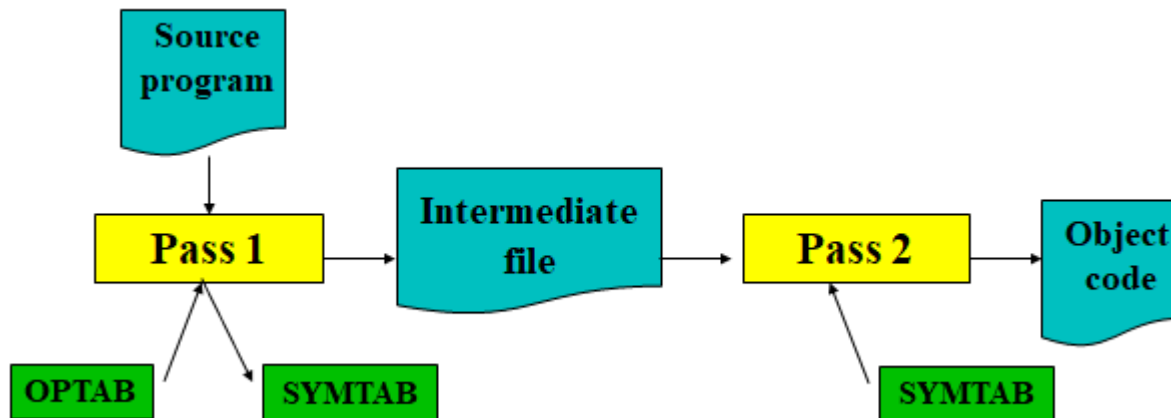 Source
program
Pass 1
Intermediate
file
Pass 2
Object
code
OPTAB
SYMTAB
SYMTAB